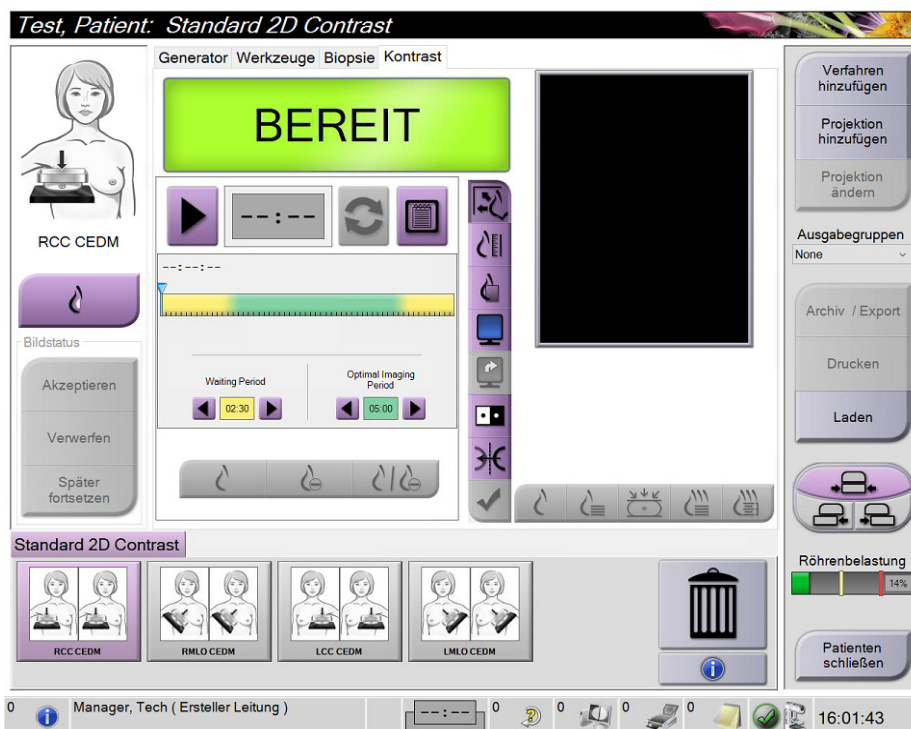 Test, Patient: Standard 2D Contrast
Generator Werkzeuge Biopsie Kontrast
BEREIT
RCC CEDM
--:--
--:--:--
Waiting Period
02:30
Optimal Imaging
Period
05:00
Bildstatus
Akzeptieren
Verwerfen
Später
fortsetzen
Verfahren
hinzufügen
Projektion
hinzufügen
Projektion
ändern
Ausgabegruppen
None
Archiv / Export
Drucken
Laden
Röhrenbelastung
14%
Patienten
schließen
Standard 2D Contrast
RCC CEDM
RMLO CEDM
LCC CEDM
LMLO CEDM
0
Manager, Tech ( Ersteller Leitung )
--:--
0
0
0
0
16:01:43